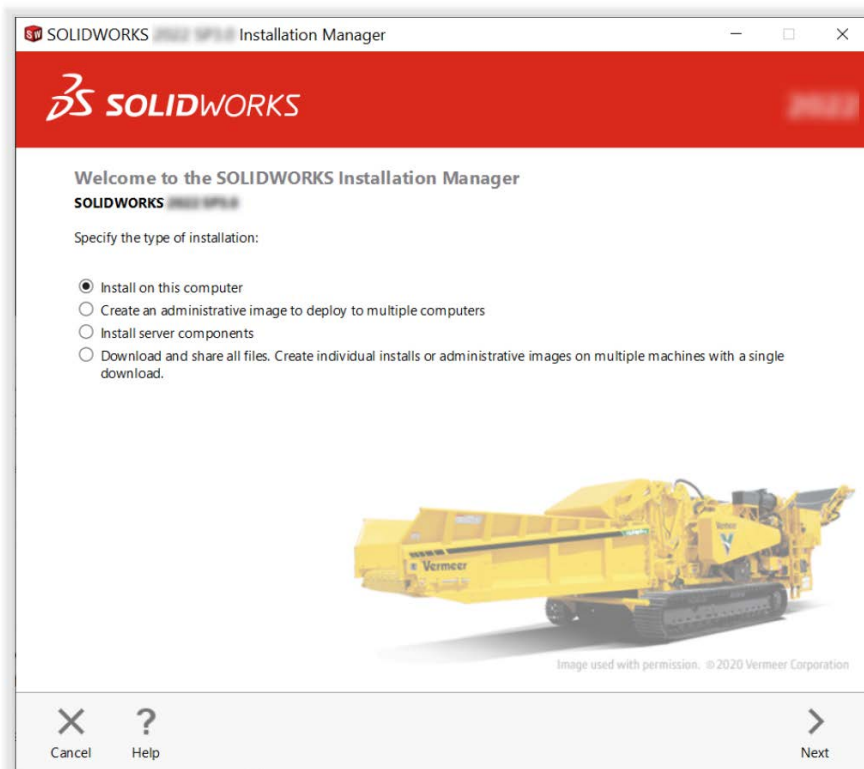 SW SOLIDWORKS Installation Manager
3S SOLIDWORKS
Welcome to the SOLIDWORKS Installation Manager
SOLIDWORKS
Specify the type of installation:
Install on this computer
Create an administrative image to deploy to multiple computers
Install server components
Download and share all files. Create individual installs or administrative images on multiple machines with a single
download.
Vermeer
Vermeer
Image used with permission. © 2020 Vermeer Corporation
? 
Cancel Help Next